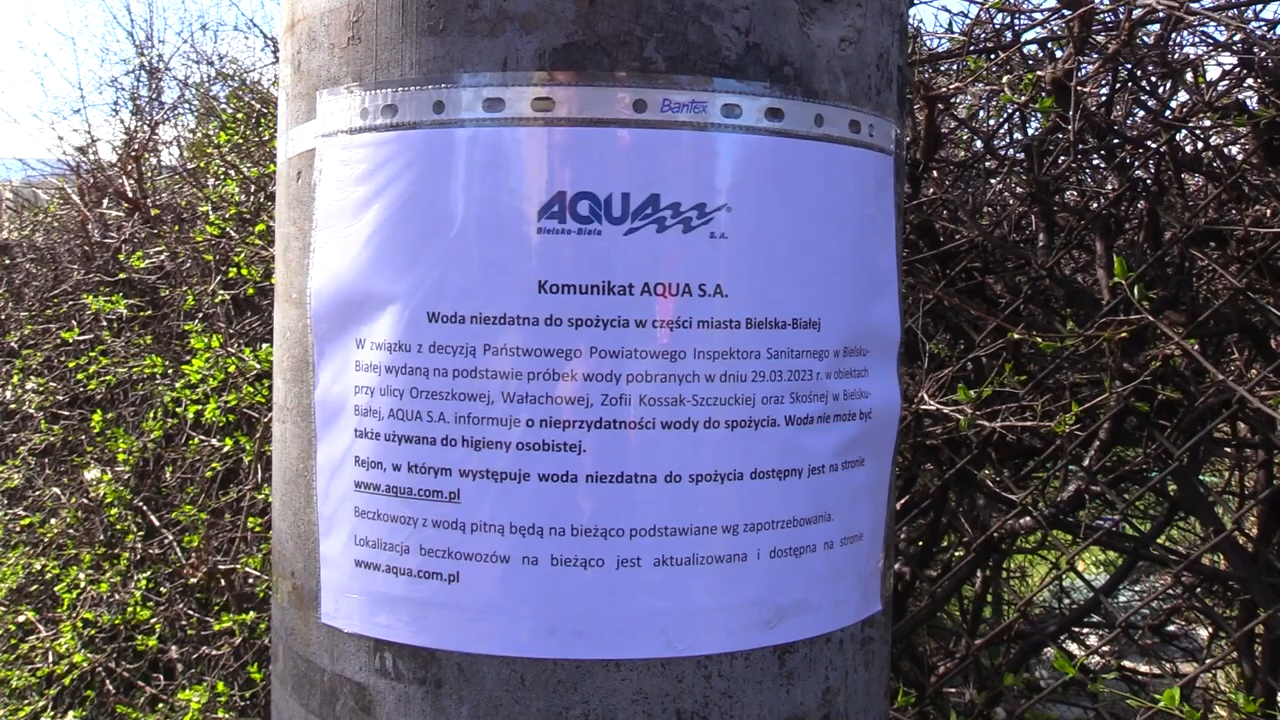 Bantex
AQUA ®
Bielsko-Biała S.A.
Komunikat AQUA S.A.
Woda niezdatna do spożycia w części miasta Bielska-Białej
W związku z decyzją Państwowego Powiatowego Inspektora Sanitarnego w Bielsku-
Białej wydaną na podstawie próbek wody pobranych w dniu 29.03.2023 r. w obiektach
przy ulicy Orzeszkowej, Wałachowej, Zofii Kossak-Szczuckiej oraz Skośnej w Bielsku-
Białej, AQUA S.A. informuje o nieprzydatności wody do spożycia. Woda nie może być
także używana do higieny osobistej.
Rejon, w którym występuje woda niezdatna do spożycia dostępny jest na stronie
www.aqua.com.pl
Beczkowozy z wodą pitną będą na bieżąco podstawiane wg zapotrzebowania.
Lokalizacja beczkowozów na bieżąco jest aktualizowana i dostępna na stronie
www.aqua.com.pl